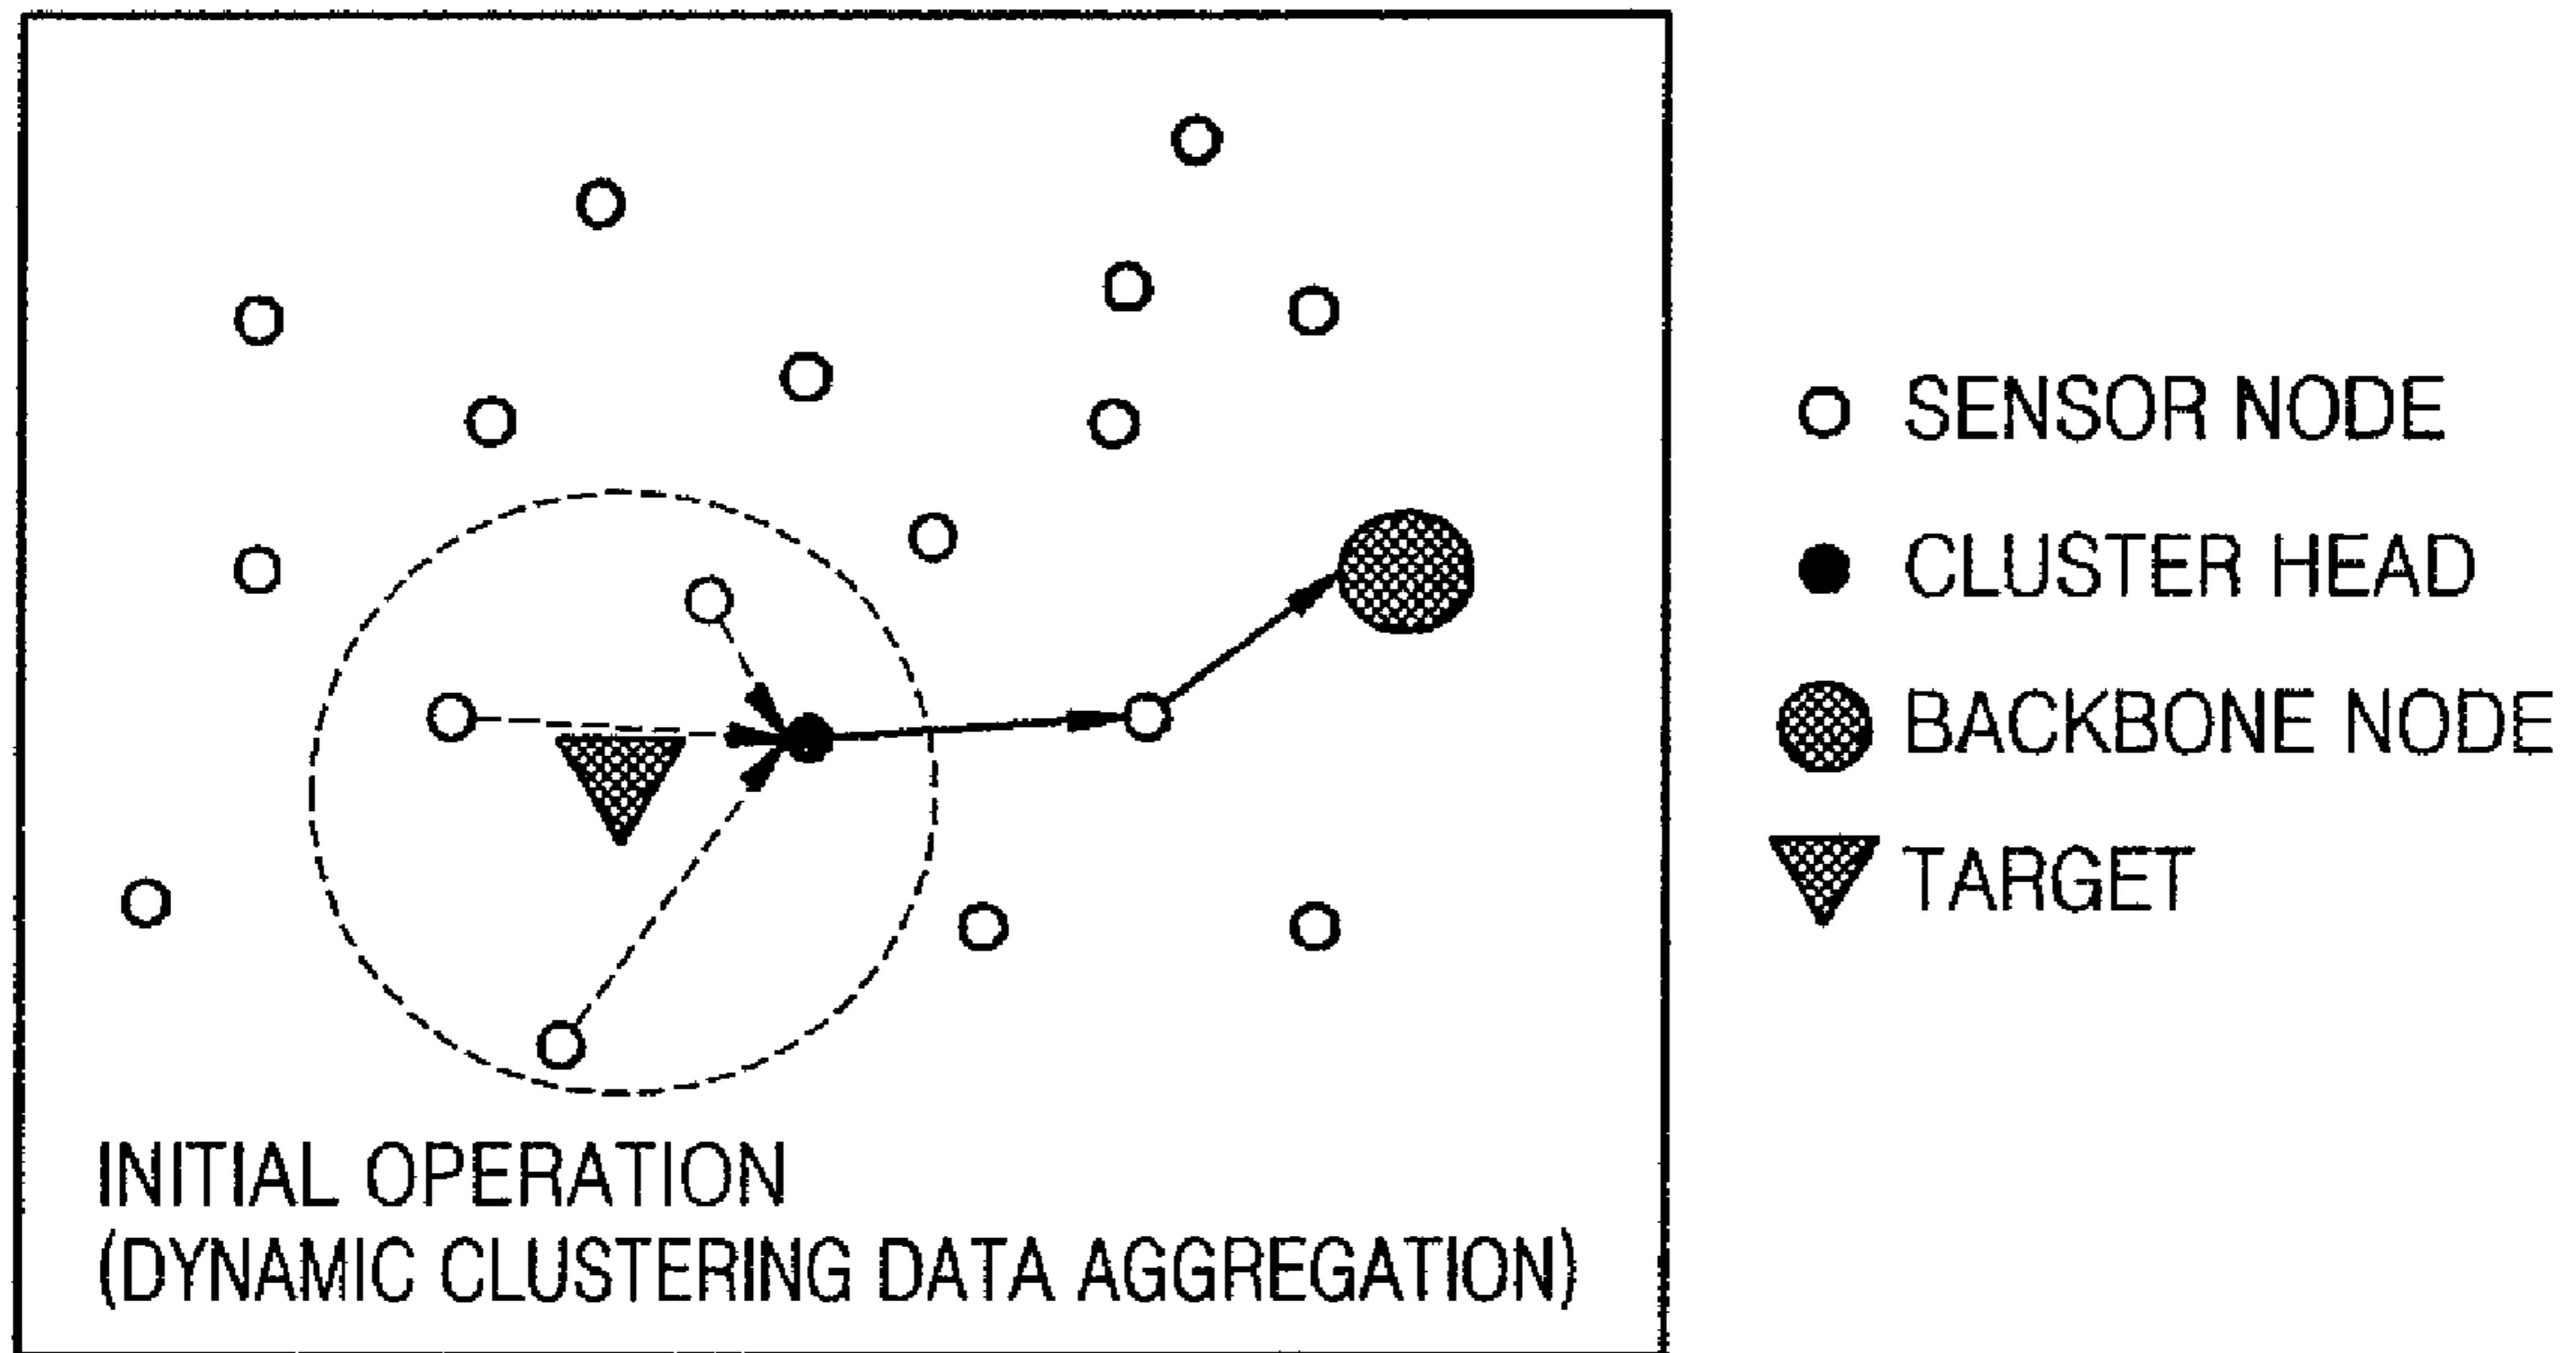 SENSOR NODE
CLUSTER HEAD
BACKBONE NODE
TARGET
INITIAL OPERATION
(DYNAMIC CLUSTERING DATA AGGREGATION)